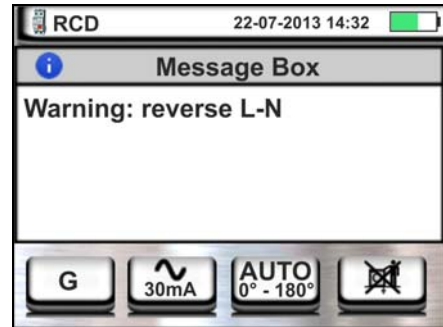 RCD 22-07-2013 14:32
Message Box
Warning: reverse L-N
G
30mA
AUTO
0° - 180°